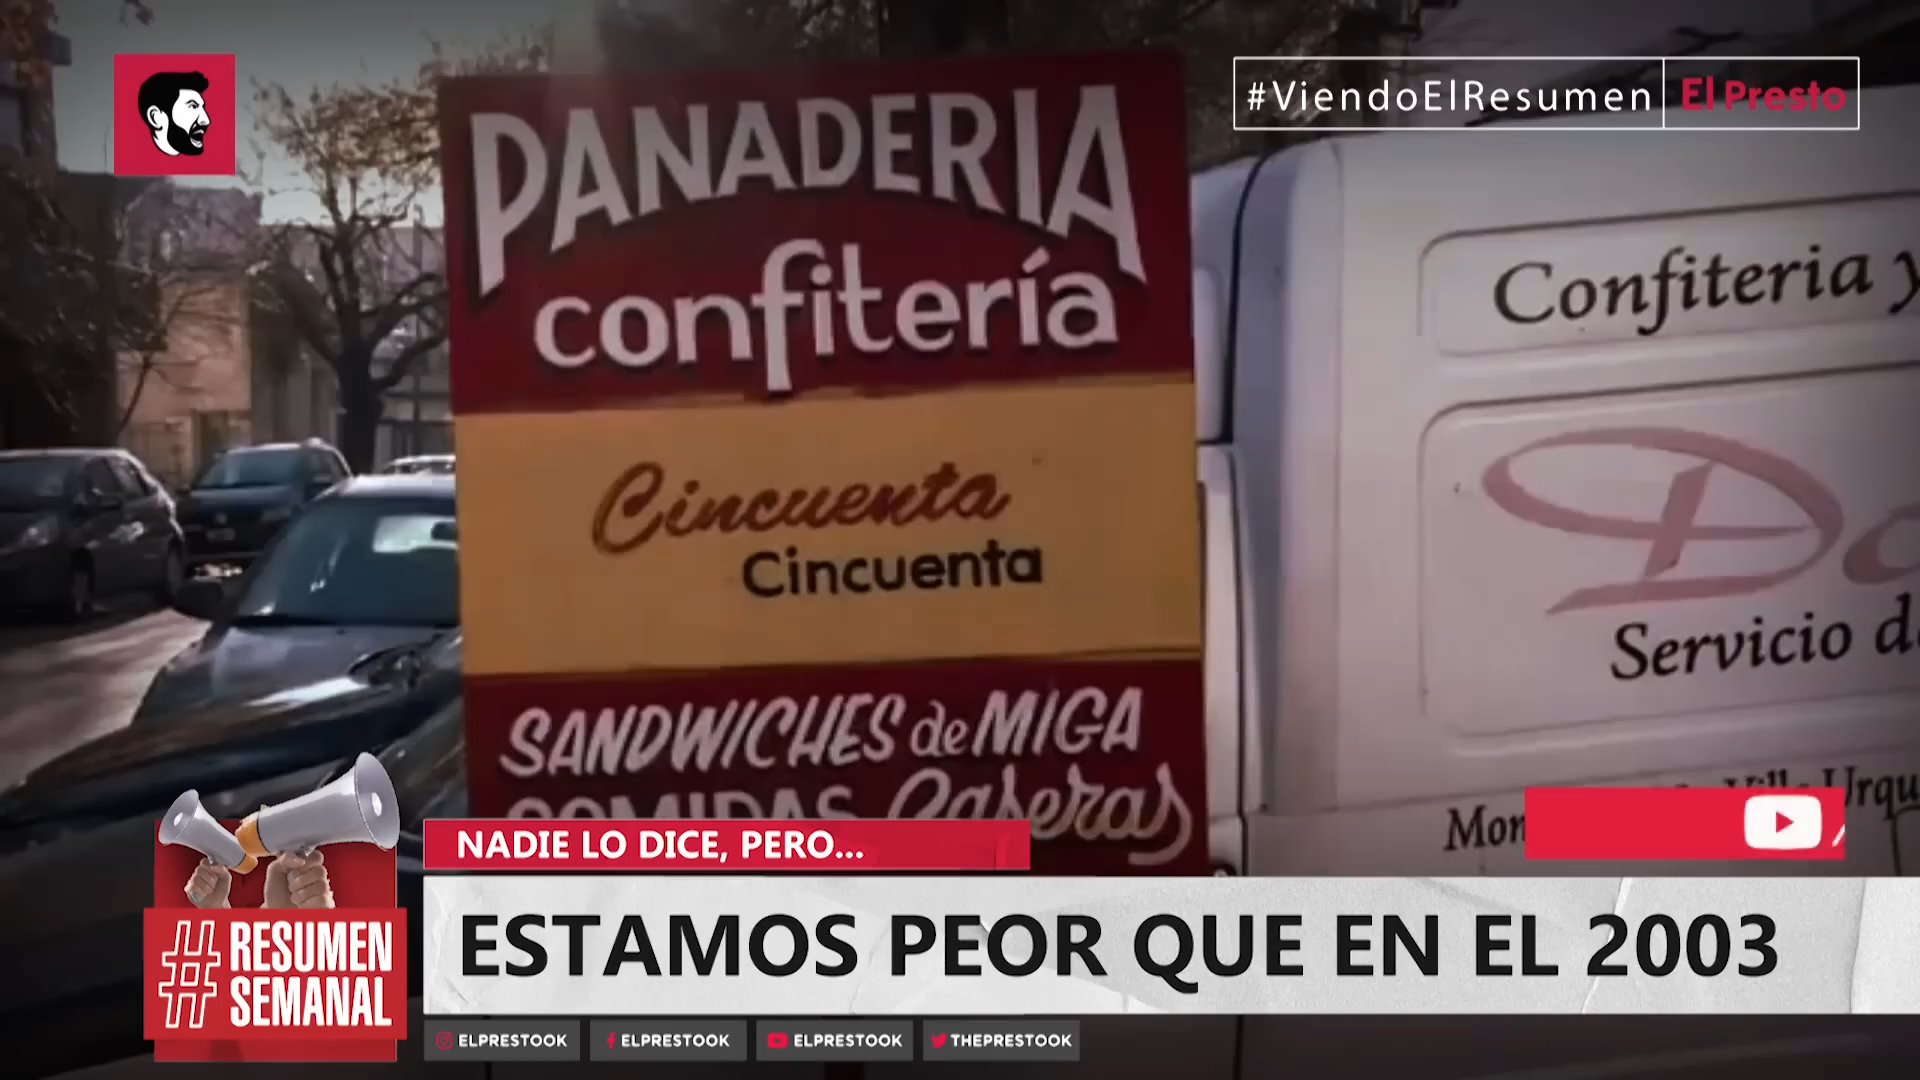 #ViendoElResumen El Presto
PANADERIA
confitería
Cincuenta
Cincuenta
SANDWICHES de MIGA
COMIDAS Caseras
Confiteria y
Servicio
NADIE LO DICE, PERO...
ESTAMOS PEOR QUE EN EL 2003
#RESUMEN
SEMANAL
ELPRESTOOK ELPRESTOOK ELPRESTOOK THEPRESTOOK